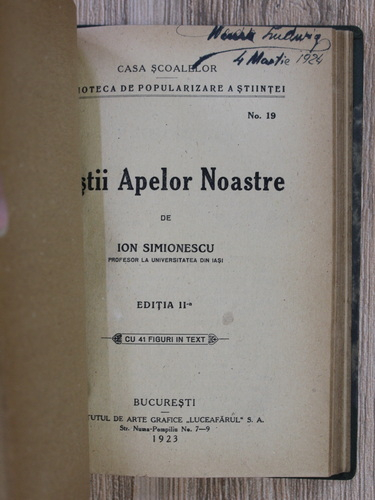 Ludwig
4 Martie 1924
CASA ȘCOALELOR
IOTECA DE POPULARIZARE A ȘTIINȚEI
No. 19
știi Apelor Noastre
DE
ION SIMIONESCU
PROFESOR LA UNIVERSITATEA DIN IAȘI
EDIȚIA II-a
CU 41 FIGURI IN TEXT
BUCUREȘTI
TUTUL DE ARTE GRAFICE „LUCEAFĂRUL" S. A.
Str. Numa-Pompiliu No. 7—9
1923